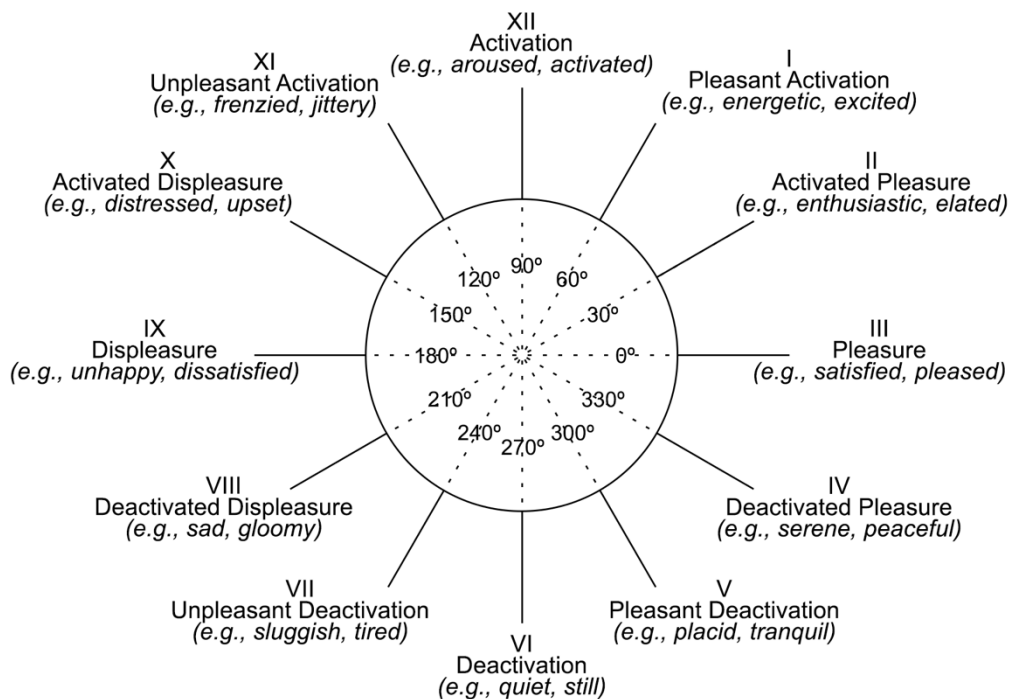 XII
Activation
(e.g., aroused, activated)
XI
Unpleasant Activation
(e.g., frenzied, jittery)
I
Pleasant Activation
(e.g., energetic, excited)
X
Activated Displeasure
(e.g., distressed, upset)
II
Activated Pleasure
(e.g., enthusiastic, elated)
90º
120º
60º
150º
30º
IX
Displeasure
(e.g., unhappy, dissatisfied)
180º
0º
III
Pleasure
(e.g., satisfied, pleased)
210º
330º
240º
300º
270º
VIII
Deactivated Displeasure
(e.g., sad, gloomy)
IV
Deactivated Pleasure
(e.g., serene, peaceful)
VII
Unpleasant Deactivation
(e.g., sluggish, tired)
V
Pleasant Deactivation
(e.g., placid, tranquil)
VI
Deactivation
(e.g., quiet, still)